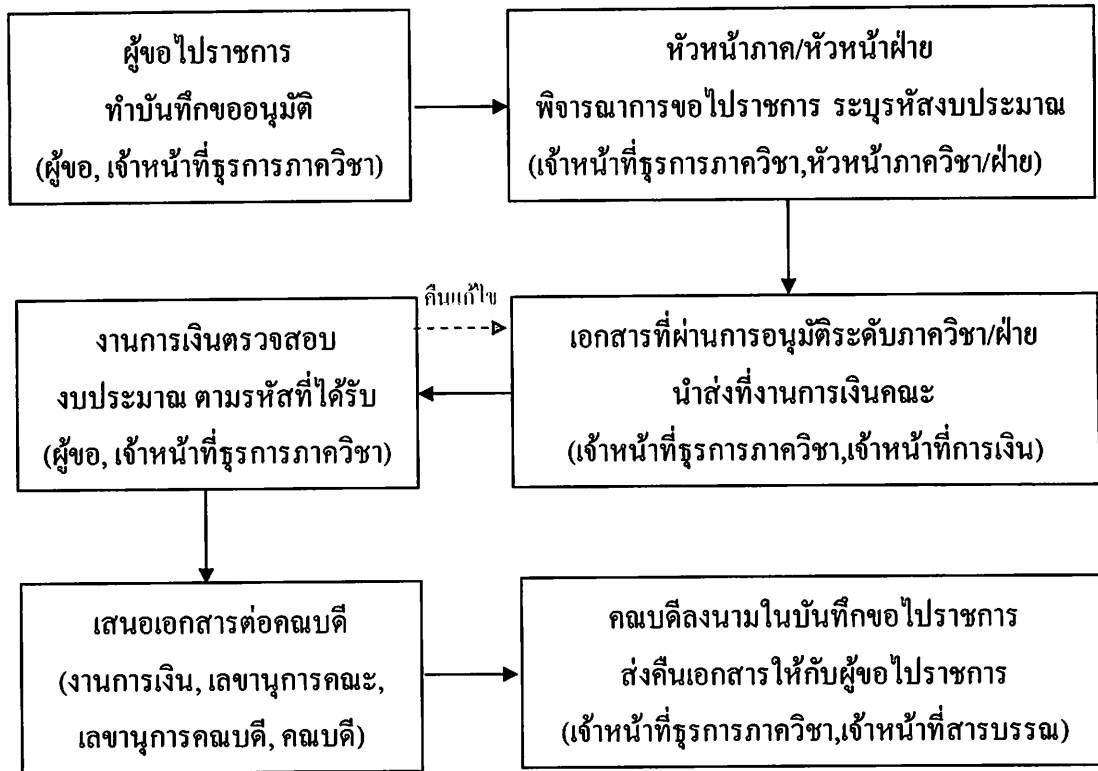 ผู้ขอไปราชการ
ทำบันทึกขออนุมัติ
(ผู้ขอ, เจ้าหน้าที่ธุรการภาควิชา)
หัวหน้าภาค/หัวหน้าฝ่าย
พิจารณาการขอไปราชการ ระบุรหัสงบประมาณ
(เจ้าหน้าที่ธุรการภาควิชา,หัวหน้าภาควิชา/ฝ่าย)
เอกสารที่ผ่านการอนุมัติระดับภาควิชา/ฝ่าย
นำส่งที่งานการเงินคณะ
(เจ้าหน้าที่ธุรการภาควิชา,เจ้าหน้าที่การเงิน)
คืนแก้ไข
งานการเงินตรวจสอบ
งบประมาณ ตามรหัสที่ได้รับ
(ผู้ขอ, เจ้าหน้าที่ธุรการภาควิชา)
เสนอเอกสารต่อคณบดี
(งานการเงิน, เลขานุการคณะ,
เลขานุการคณบดี, คณบดี)
คณบดีลงนามในบันทึกขอไปราชการ
ส่งคืนเอกสารให้กับผู้ขอไปราชการ
(เจ้าหน้าที่ธุรการภาควิชา,เจ้าหน้าที่สารบรรณ)